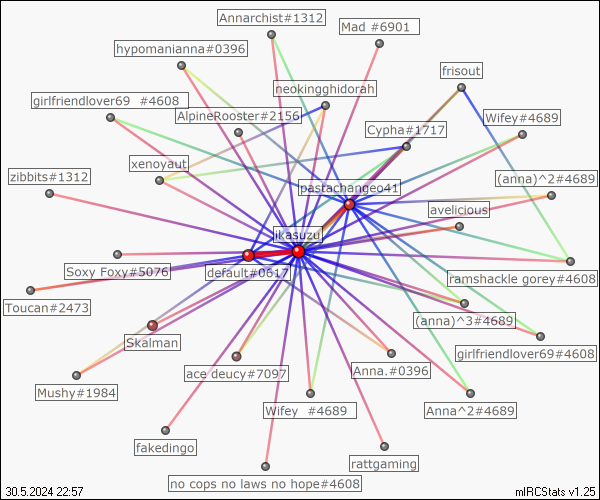 Annarchist#1312
Mad #6901
hypomanianna#0396
frisout
neokingghidorah
girlfriendlover69 #4608
AlpineRooster#2156
Wifey#4689
Cypha#1717
xenoyaut
zibbits#1312
(anna)^2#4689
pastachangeo41
avelicious
ikasuzu
Soxy Foxy#5076
default#0617
ramshackle gorey#4608
Toucan#2473
(anna)^3#4689
Skalman
girlfriendlover69#4608
ace deucy#7097
Anna.#0396
Mushy#1984
Wifey #4689
Anna^2#4689
fakedingo
rattgaming
no cops no laws no hope#4608
30.5.2024 22:57
mIRCStats v1.25